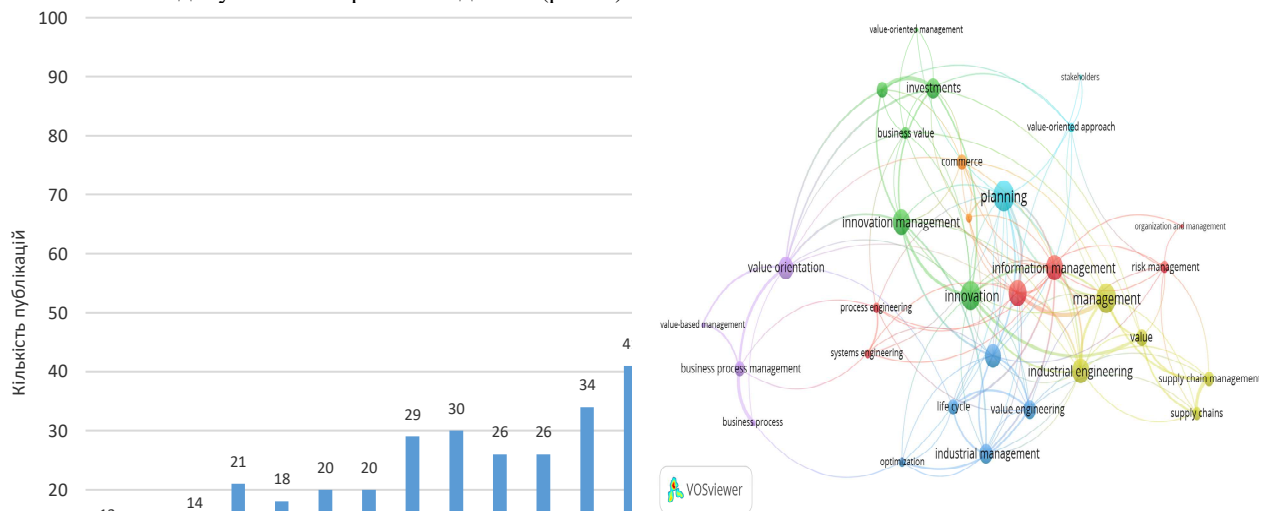 100
90
80
70
60
50
40
30
20
Кількість публікацій
14
21
18
20
20
29
30
26
26
34
4
value-oriented management
investments
stakeholders
business value
value-oriented approach
commerce
planning
innovation management
organization and management
value orientation
information management
risk management
innovation
management
process engineering
value-based management
value
systems engineering
business process management
industrial engineering
supply chain management
life cycle
value engineering
supply chains
business process
industrial management
optimization
VOSviewer